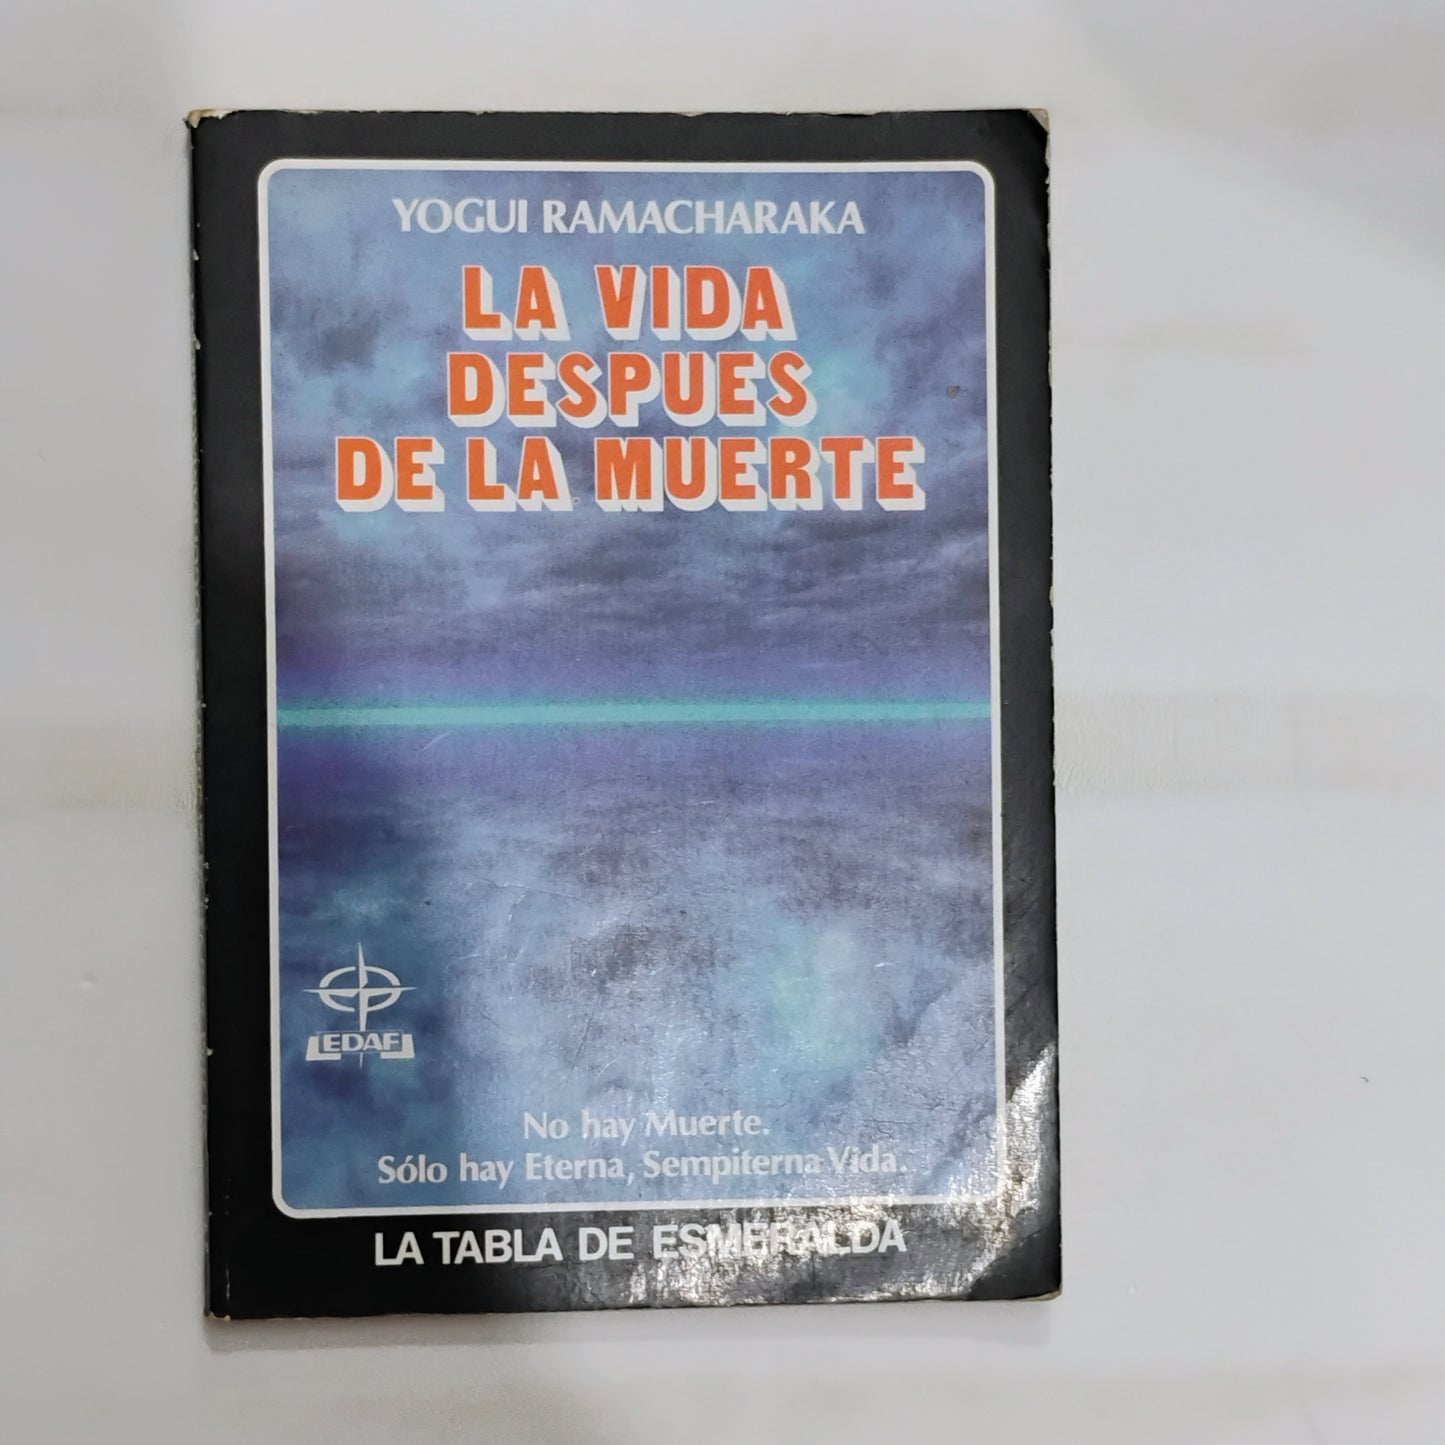 YOGUI RAMACHARAKA
LA VIDA
DESPUES
DE LA MUERTE
EDAF
No hay Muerte.
Sólo hay Eterna, Sempiterna Vida.
LA TABLA DE ESMERALDA